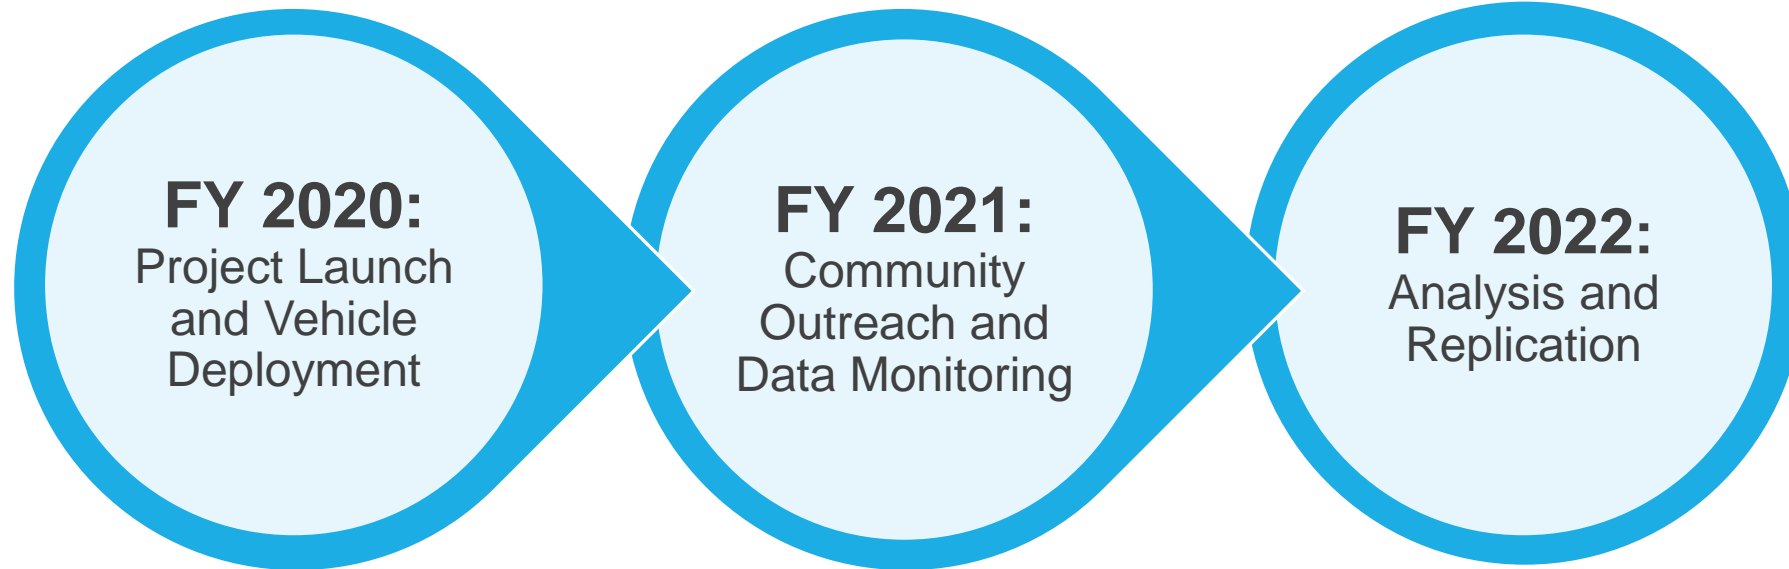 FY 2020:
Project Launch
and Vehicle
Deployment
FY 2021:
Community
Outreach and
Data Monitoring
FY 2022:
Analysis and
Replication